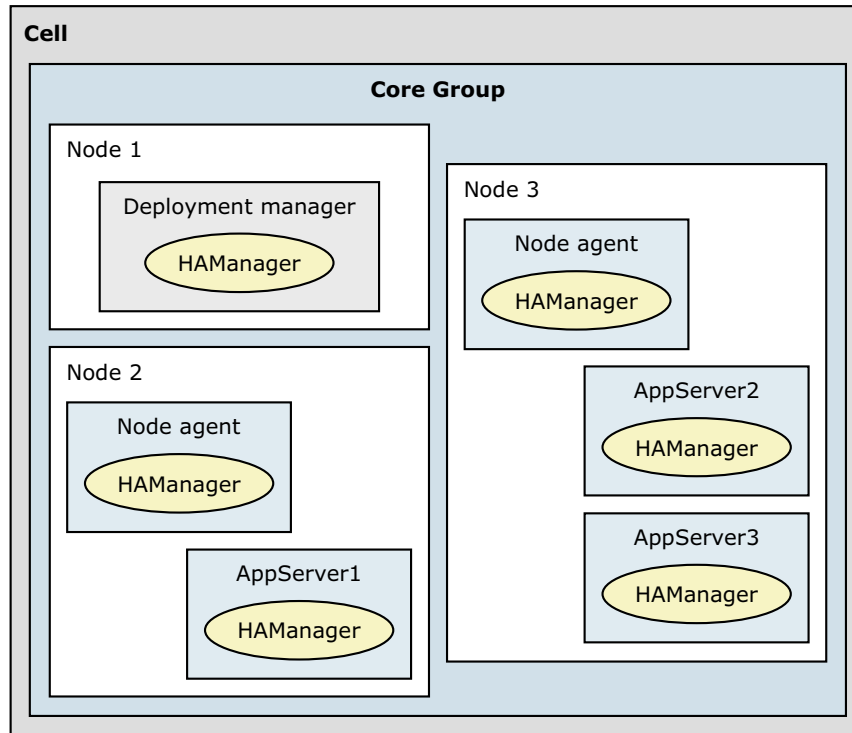 Cell
Core Group
Node 1
Deployment manager
HAManager
Node 2
Node agent
HAManager
AppServer1
HAManager
Node 3
Node agent
HAManager
AppServer2
HAManager
AppServer3
HAManager